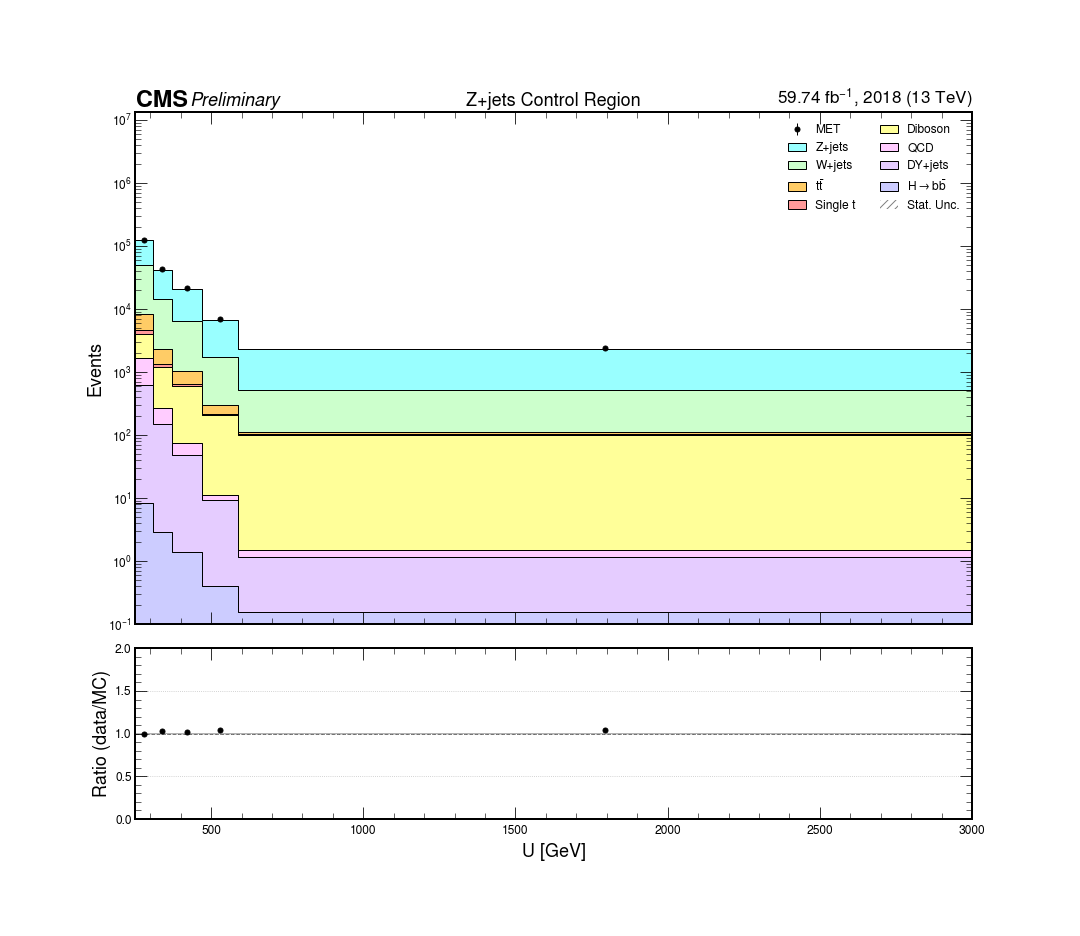 CMS Preliminary Z+jets Control Region 59.74 fb⁻¹, 2018 (13 TeV)
10⁷
10⁶
10⁵
10⁴
10³
10²
10¹
10⁰
10⁻¹
Events
MET
Z+jets
W+jets
tt̄
Single t
Diboson
QCD
DY+jets
H→bb̄
Stat. Unc.
2.0
1.5
1.0
0.5
0.0
Ratio (data/MC)
500 1000 1500 2000 2500 3000
U [GeV]